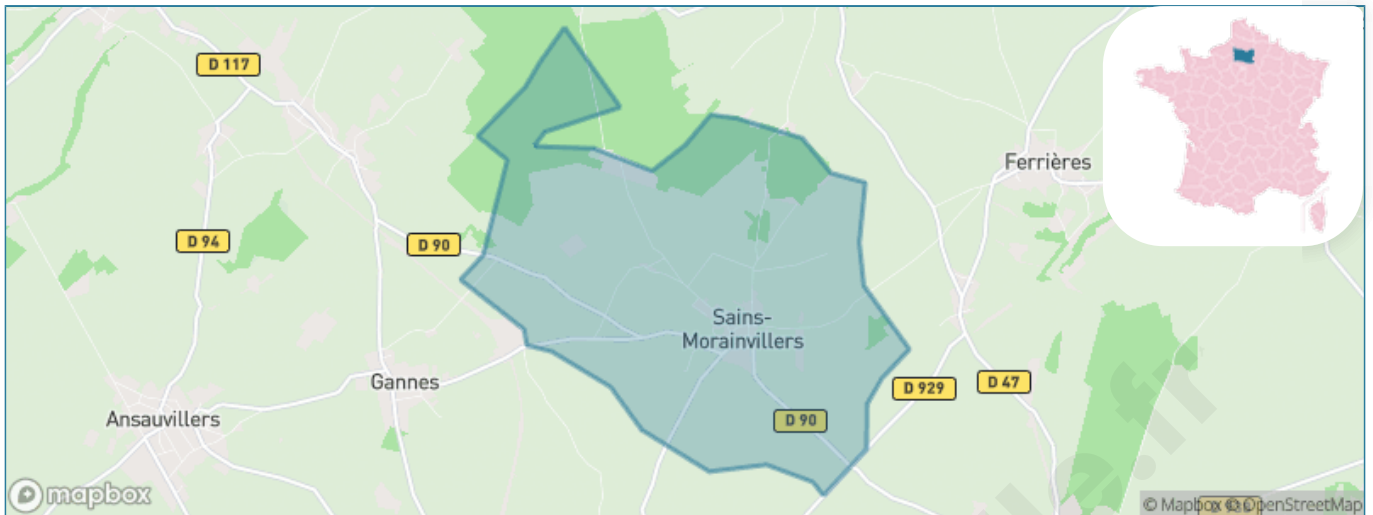 D 117
Ferrières
D 94
D 90
Sains-
Morainvillers
Gannes
D 929
D 47
Ansauvillers
D 90
mapbox
© Mapbox © OpenStreetMap